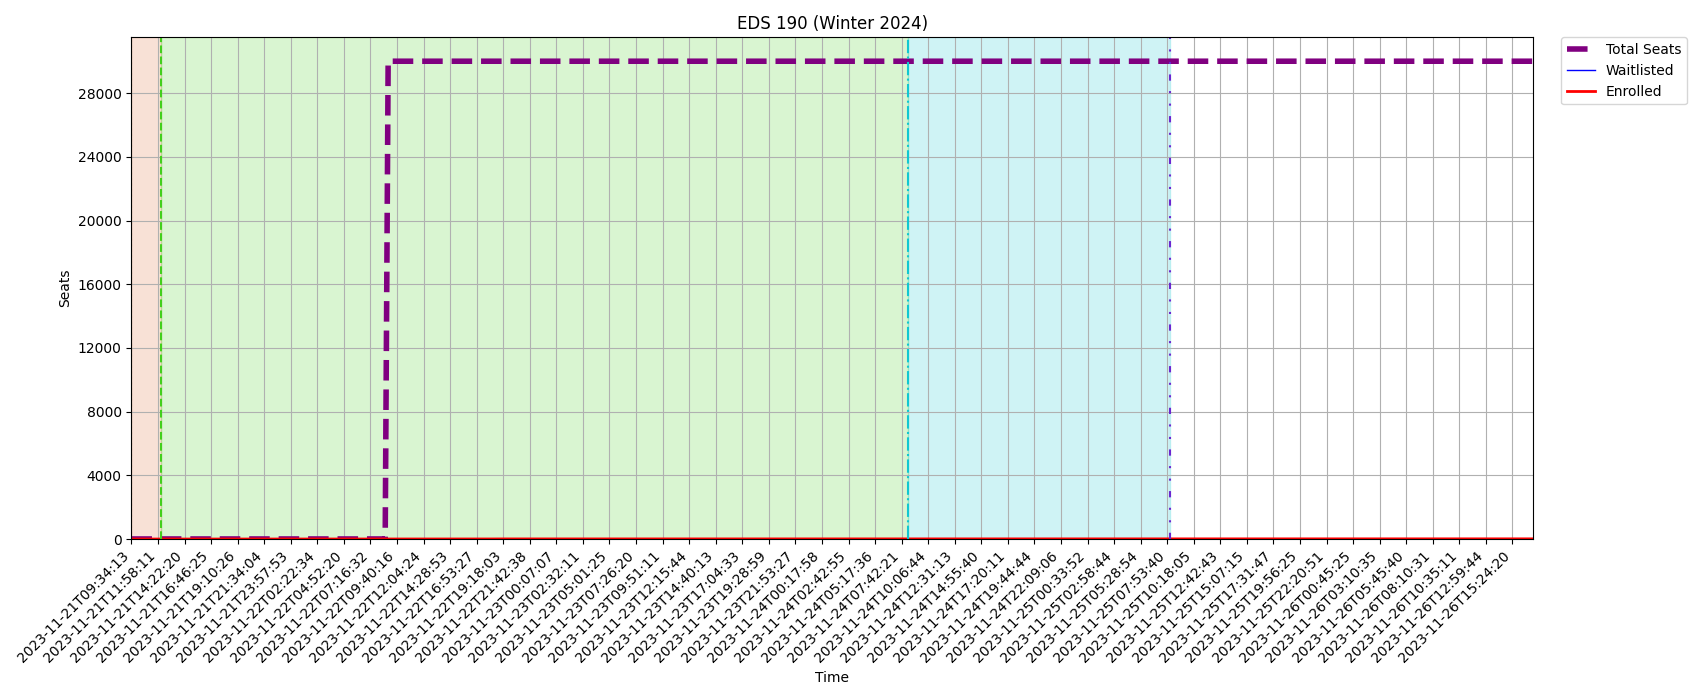 EDS 190 (Winter 2024)
Total Seats
Waitlisted
Enrolled
Seats
28000
24000
20000
16000
12000
8000
4000
0
2023-11-21T09:34:13
2023-11-21T11:58:11
2023-11-21T14:22:20
2023-11-21T16:46:25
2023-11-21T19:10:26
2023-11-21T21:34:04
2023-11-21T23:57:53
2023-11-22T02:22:34
2023-11-22T04:52:20
2023-11-22T07:16:32
2023-11-22T09:40:16
2023-11-22T12:04:24
2023-11-22T14:28:53
2023-11-22T16:53:27
2023-11-22T19:18:03
2023-11-22T21:42:38
2023-11-23T00:07:07
2023-11-23T02:32:11
2023-11-23T05:01:25
2023-11-23T07:26:20
2023-11-23T09:51:11
2023-11-23T12:15:44
2023-11-23T14:40:13
2023-11-23T17:04:33
2023-11-23T19:28:59
2023-11-23T21:53:27
2023-11-24T00:17:58
2023-11-24T02:42:55
2023-11-24T05:17:36
2023-11-24T07:42:21
2023-11-24T10:06:44
2023-11-24T12:31:13
2023-11-24T14:55:40
2023-11-24T17:20:11
2023-11-24T19:44:44
2023-11-24T22:09:06
2023-11-25T00:33:52
2023-11-25T02:58:44
2023-11-25T05:28:54
2023-11-25T07:53:40
2023-11-25T10:18:05
2023-11-25T12:42:43
2023-11-25T15:07:15
2023-11-25T17:31:47
2023-11-25T19:56:25
2023-11-25T22:20:51
2023-11-26T00:45:25
2023-11-26T03:10:35
2023-11-26T05:45:40
2023-11-26T08:10:31
2023-11-26T10:35:11
2023-11-26T12:59:44
2023-11-26T15:24:20
Time